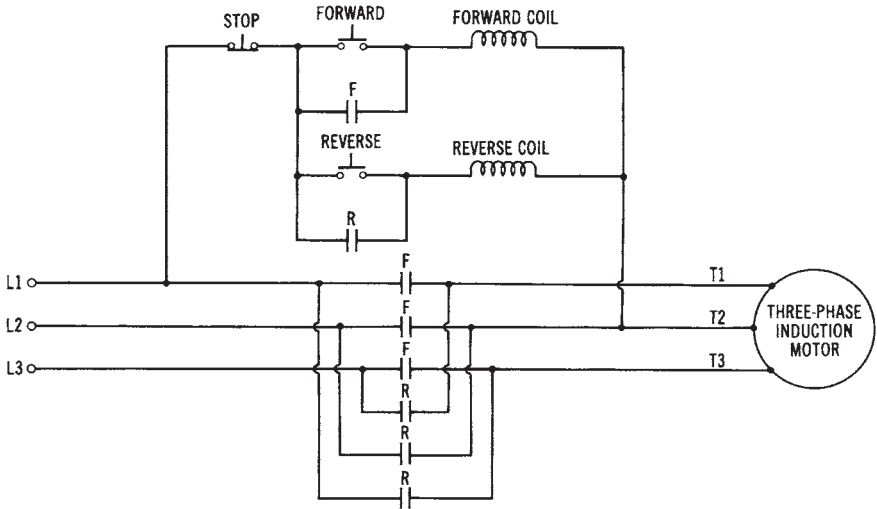 FORWARD
FORWARD COIL
STOP
F
REVERSE
REVERSE COIL
R
F
L1
T1
F
L2
T2
THREE-PHASE
INDUCTION
MOTOR
F
L3
T3
R
R
R